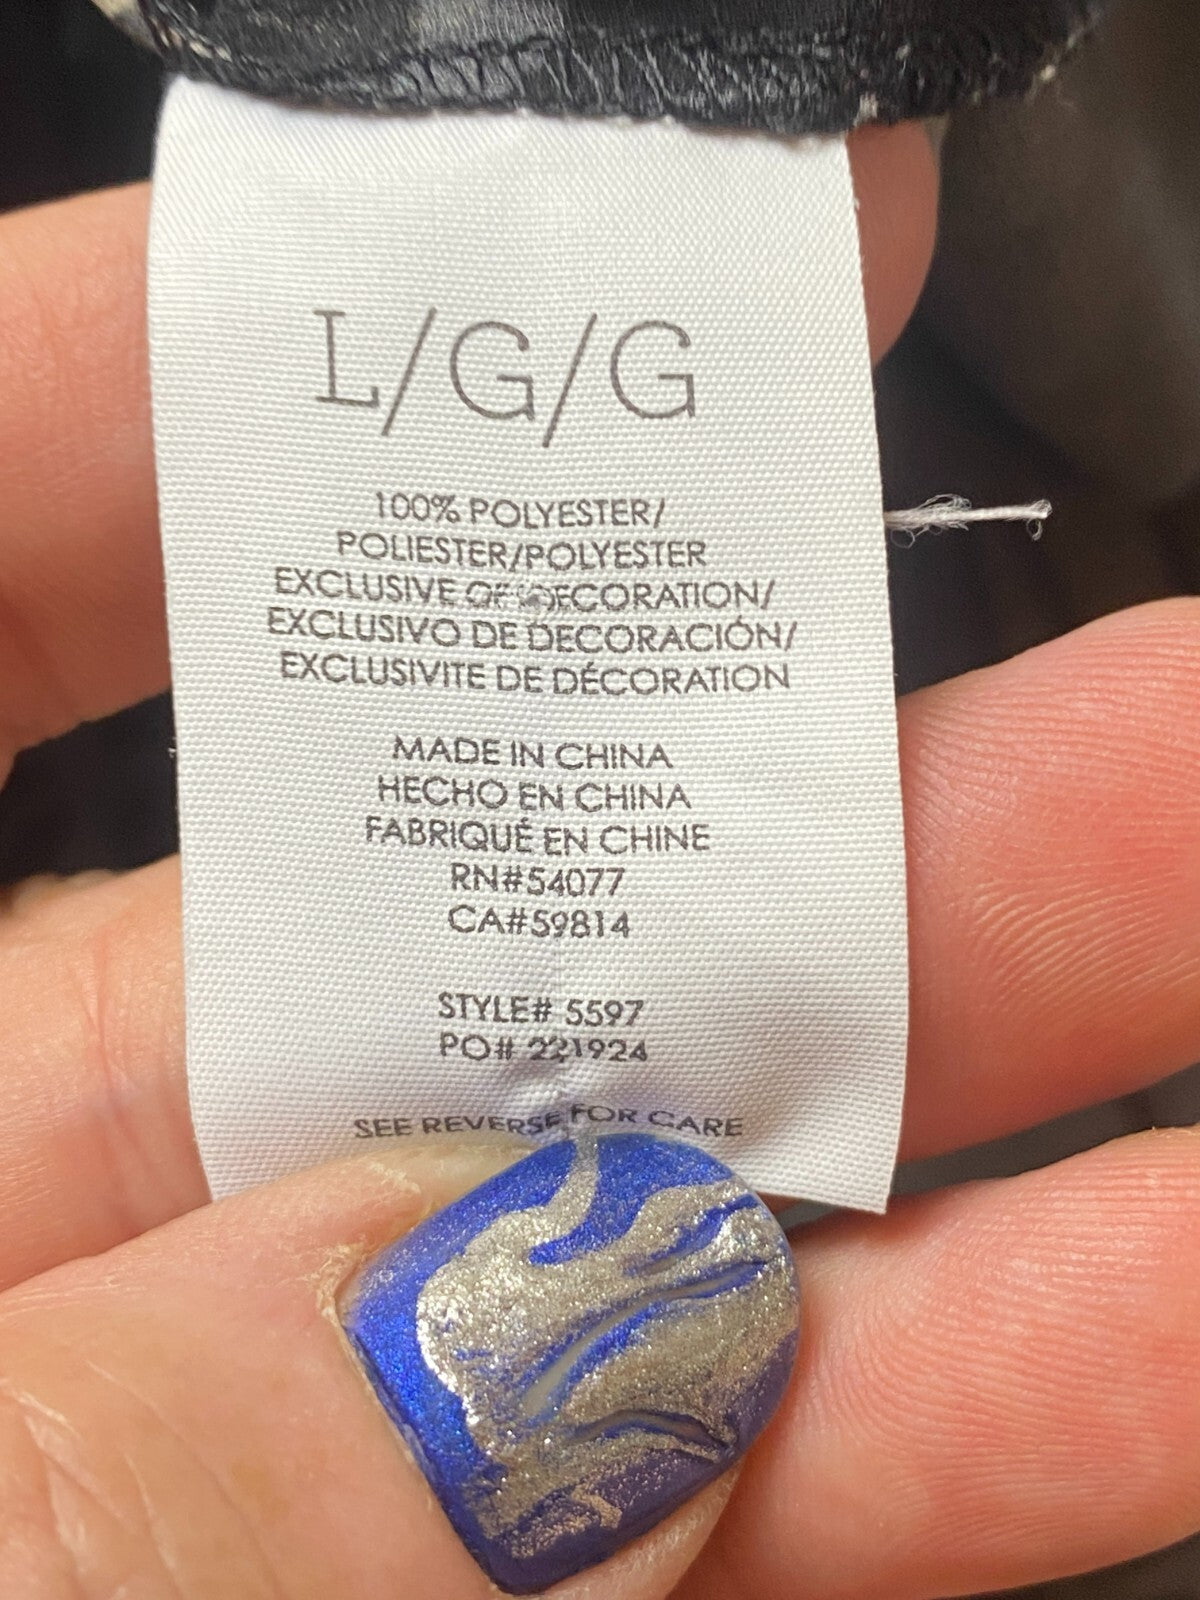 L/G/G
100% POLYESTER/
POLIESTER/POLYESTER
EXCLUSIVE OF DECORATION/
EXCLUSIVO DE DECORACIÓN/
EXCLUSIVITE DE DÉCORATION
MADE IN CHINA
HECHO EN CHINA
FABRIQUÉ EN CHINE
RN#54077
CA#59814
STYLE# 5597
PO# 221924
SEE REVERSE FOR CARE